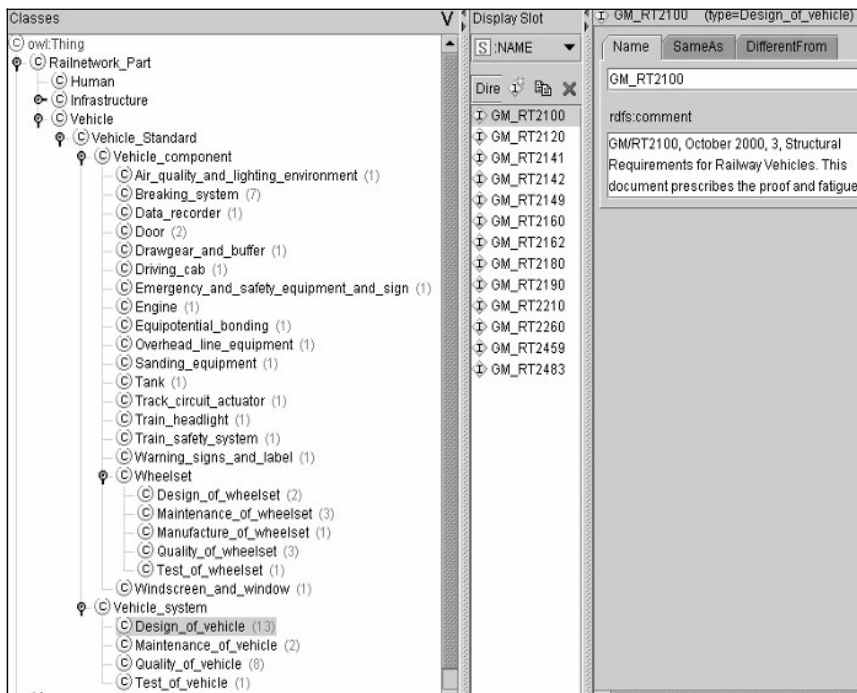 Classes V
owl:Thing
Railnetwork_Part
Human
Infrastructure
Vehicle
Vehicle_Standard
Vehicle_component
Air_quality_and_lighting_environment (1)
Breaking_system (7)
Data_recorder (1)
Door (2)
Drawgear_and_buffer (1)
Driving_cab (1)
Emergency_and_safety_equipment_and_sign (1)
Engine (1)
Equipotential_bonding (1)
Overhead_line_equipment (1)
Sanding_equipment (1)
Tank (1)
Track_circuit_actuator (1)
Train_headlight (1)
Train_safety_system (1)
Warning_signs_and_label (1)
Wheelset
Design_of_wheelset (2)
Maintenance_of_wheelset (3)
Manufacture_of_wheelset (1)
Quality_of_wheelset (3)
Test_of_wheelset (1)
Windscreen_and_window (1)
Vehicle_system
Design_of_vehicle (13)
Maintenance_of_vehicle (2)
Quality_of_vehicle (8)
Test_of_vehicle (1)
Display Slot
S :NAME
Dire
GM_RT2100
GM_RT2120
GM_RT2141
GM_RT2142
GM_RT2149
GM_RT2160
GM_RT2162
GM_RT2180
GM_RT2190
GM_RT2210
GM_RT2260
GM_RT2459
GM_RT2483
GM_RT2100 (type=Design_of_vehicle)
Name SameAs DifferentFrom
GM_RT2100
rdfs:comment
GM/RT2100, October 2000, 3, Structural
Requirements for Railway Vehicles. This
document prescribes the proof and fatigue